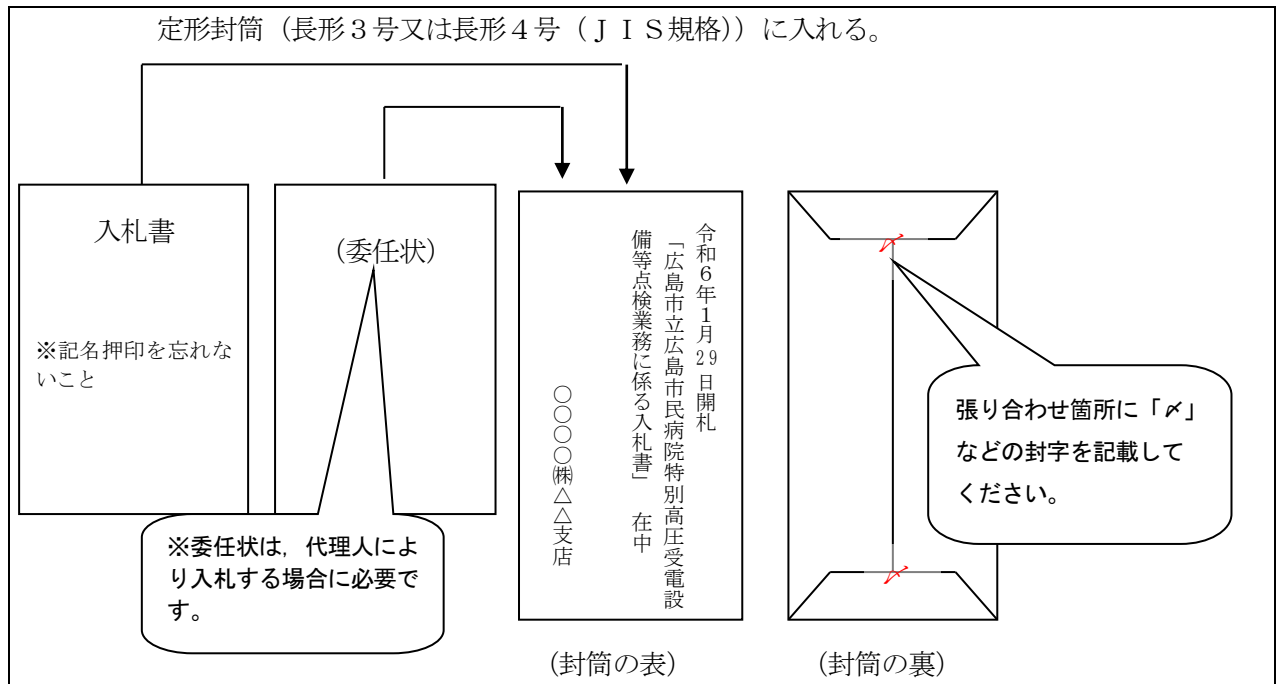 定形封筒（長形３号又は長形４号（ＪＩＳ規格））に入れる。
入札書
※記名押印を忘れな
いこと
（委任状）
※委任状は，代理人によ
り入札する場合に必要で
す。
令和６年１月29日開札
「広島市立広島市民病院特別高圧受電設
備等点検業務に係る入札書」　在中
○○○○㈱△△支店
〆
〆
張り合わせ箇所に「〆」
などの封字を記載して
ください。
（封筒の表）
（封筒の裏）